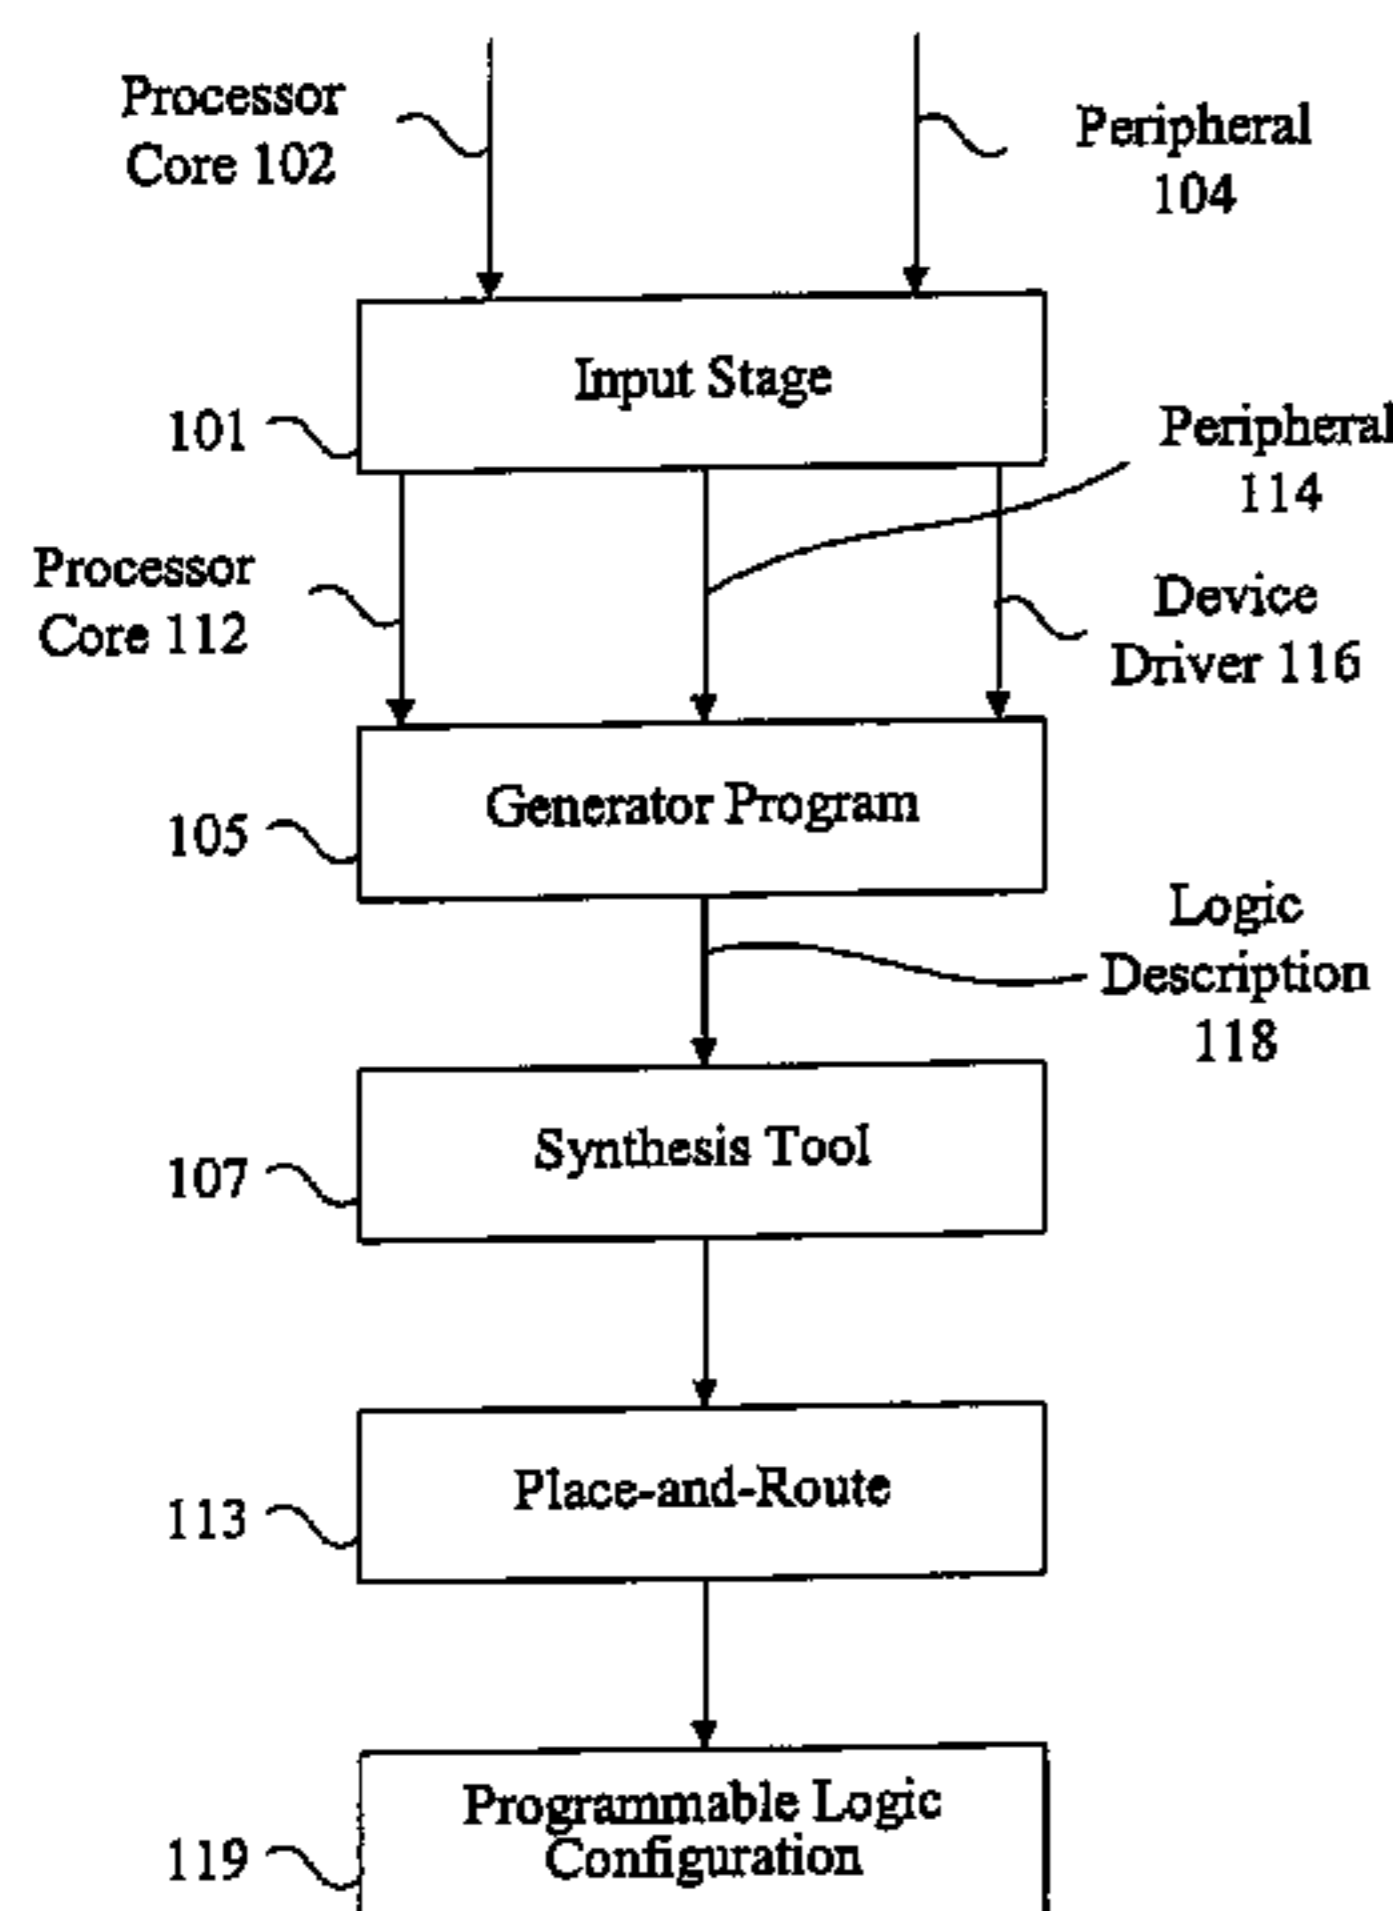 Processor
Core 102
Peripheral
104
Input Stage
101
Peripheral
114
Processor
Core 112
Device
Driver 116
Generator Program
105
Logic
Description
118
Synthesis Tool
107
Place-and-Route
113
Programmable Logic
Configuration
119